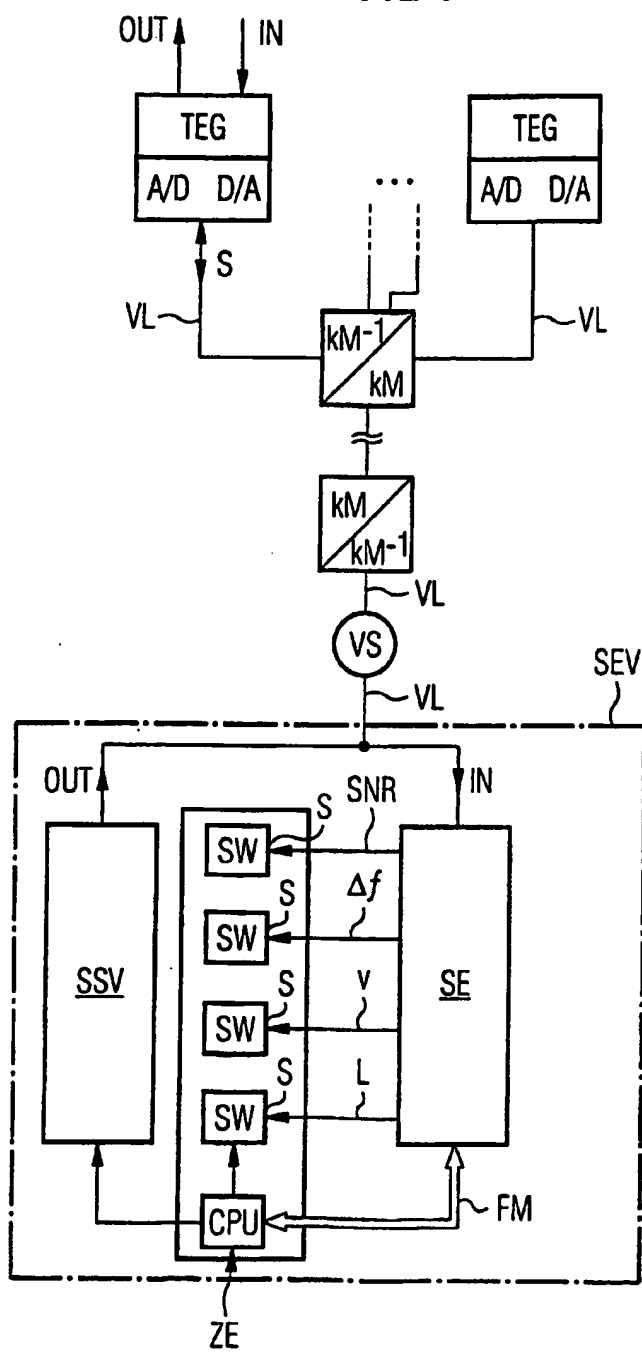 OUT IN
TEG TEG
A/D D/A A/D D/A
...
S
VL VL
kM-1
kM
kM
kM-1
VL
VS
VL
SEV
OUT IN
SNR
S
SW
Δf
S
SW
SSV SE
v
S
SW
L
S
SW
CPU
FM
ZE